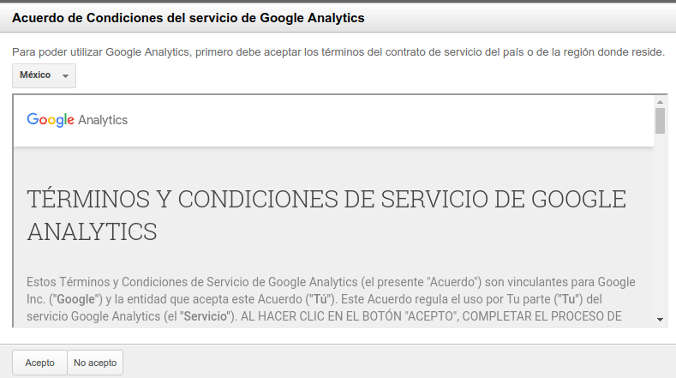 Acuerdo de Condiciones del servicio de Google Analytics
Para poder utilizar Google Analytics, primero debe aceptar los términos del contrato de servicio del país o de la región donde reside.
México
Google Analytics
TÉRMINOS Y CONDICIONES DE SERVICIO DE GOOGLE
ANALYTICS
Estos Términos y Condiciones de Servicio de Google Analytics (el presente "Acuerdo") son vinculantes para Google
Inc. ("Google") y la entidad que acepta este Acuerdo ("Tú"). Este Acuerdo regula el uso por Tu parte ("Tu") del
servicio Google Analytics (el "Servicio"). AL HACER CLIC EN EL BOTÓN "ACEPTO", COMPLETAR EL PROCESO DE
Acepto
No acepto